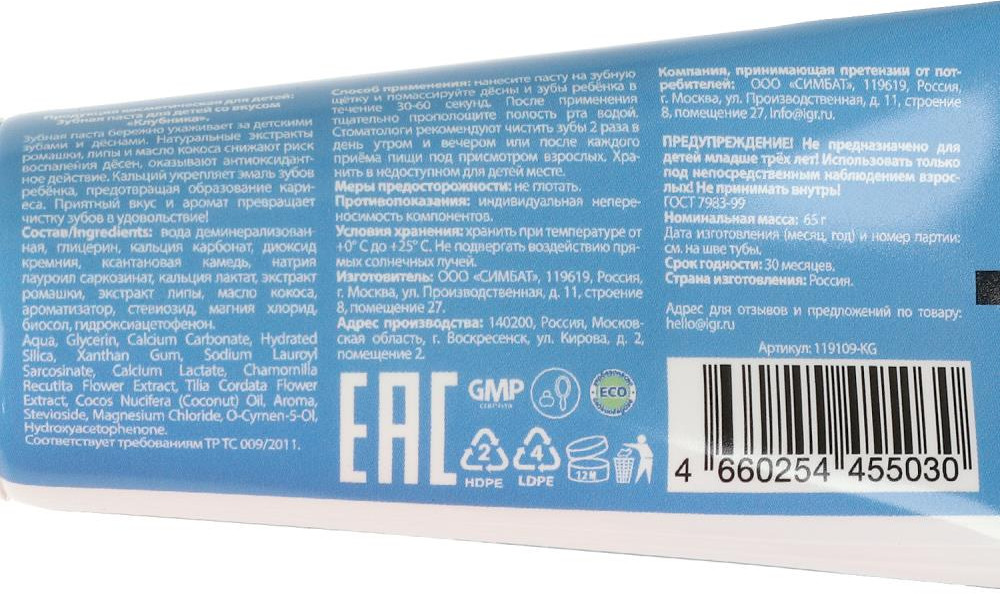 Продукция косметическая для детей:
Зубная паста для детей со вкусом
«Клубника».
Зубная паста бережно ухаживает за детскими
зубами и дёснами. Натуральные экстракты
ромашки, липы и масло кокоса снижают риск
воспаления дёсен, оказывают антиоксидант-
ное действие. Кальций укрепляет эмаль зубов
ребёнка, предотвращая образование кари-
еса. Приятный вкус и аромат превращает
чистку зубов в удовольствие!
Состав/Ingredients: вода деминерализован-
ная, глицерин, кальция карбонат, диоксид
кремния, ксантановая камедь, натрия
лауроил саркозинат, кальция лактат, экстракт
ромашки, экстракт липы, масло кокоса,
ароматизатор, стевиозид, магния хлорид,
биосол, гидроксиацетофенон.
Aqua, Glycerin, Calcium Carbonate, Hydrated
Silica, Xanthan Gum, Sodium Lauroyl
Sarcosinate, Calcium Lactate, Chamomilla
Recutita Flower Extract, Tilia Cordata Flower
Extract, Cocos Nucifera (Coconut) Oil, Aroma,
Stevioside, Magnesium Chloride, O-Cymen-5-Ol,
Hydroxyacetophenone.
Соответствует требованиям ТР ТС 009/2011.
Способ применения: нанесите пасту на зубную
щётку и помассируйте дёсны и зубы ребёнка в
течение 30-60 секунд. После применения
тщательно прополощите полость рта водой.
Стоматологи рекомендуют чистить зубы 2 раза в
день утром и вечером или после каждого
приёма пищи под присмотром взрослых. Хра-
нить в недоступном для детей месте.
Меры предосторожности: не глотать.
Противопоказания: индивидуальная непере-
носимость компонентов.
Условия хранения: хранить при температуре от
+0° С до +25° С. Не подвергать воздействию пря-
мых солнечных лучей.
Изготовитель: ООО «СИМБАТ», 119619, Россия,
г. Москва, ул. Производственная, д. 11, строение
8, помещение 27.
Адрес производства: 140200, Россия, Москов-
ская область, г. Воскресенск, ул. Кирова, д. 2,
помещение 2.
EAC
GMP
ECO
2
HDPE
4
LDPE
12 M
Компания, принимающая претензии от пот-
ребителей: ООО «СИМБАТ», 119619, Россия,
г. Москва, ул. Производственная, д. 11, строение
8, помещение 27, Info@igr.ru.
ПРЕДУПРЕЖДЕНИЕ! Не предназначено для
детей младше трёх лет! Использовать только
под непосредственным наблюдением взрос-
лых! Не принимать внутрь!
ГОСТ 7983-99
Номинальная масса: 65 г
Дата изготовления (месяц, год) и номер партии:
см. на шве тубы.
Срок годности: 30 месяцев.
Страна изготовления: Россия.
Адрес для отзывов и предложений по товару:
hello@igr.ru
Артикул: 119109-KG
4 660254 455030